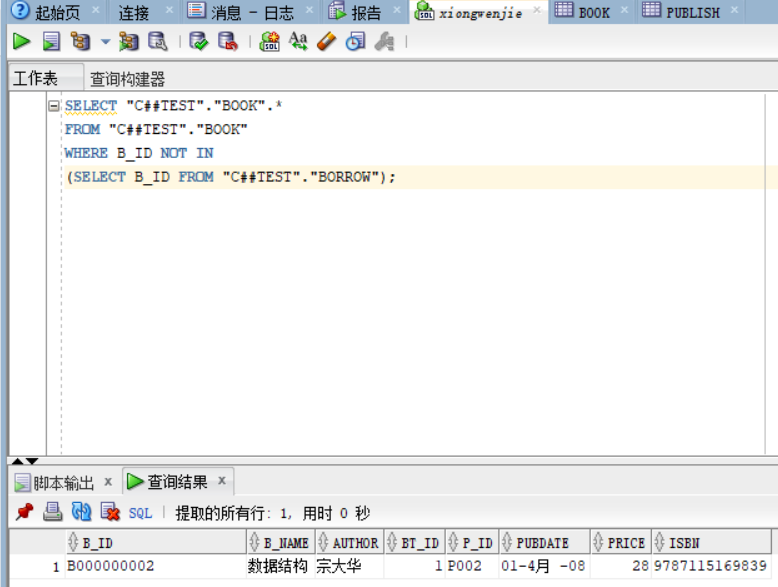 起始页 连接 消息 - 日志 报告 xiongwenjie BOOK PUBLISH
工作表 查询构建器
SELECT "C##TEST"."BOOK".*
FROM "C##TEST"."BOOK"
WHERE B_ID NOT IN
(SELECT B_ID FROM "C##TEST"."BORROW");
脚本输出 查询结果
SQL 提取的所有行: 1, 用时 0 秒
B_ID B_NAME AUTHOR BT_ID P_ID PUBDATE PRICE ISBN
1 B000000002 数据结构 宗大华 1 P002 01-4月 -08 28 9787115169839